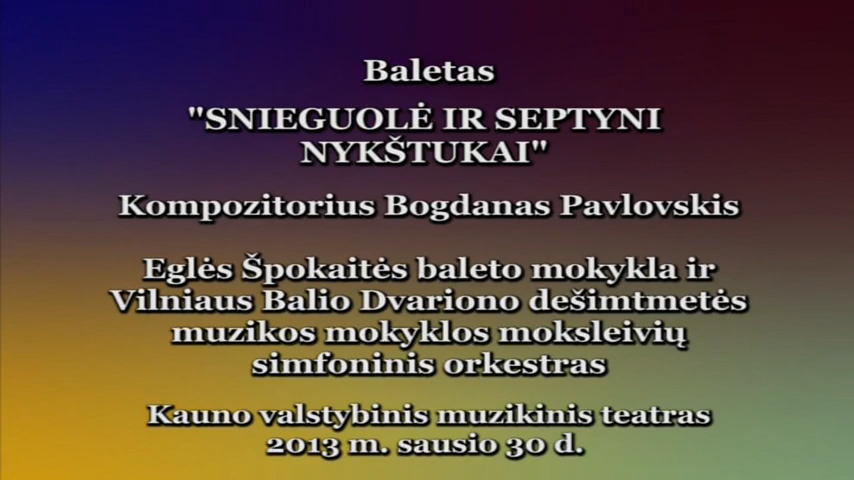 Baletas
"SNIEGUOLĖ IR SEPTYNI
NYKŠTUKAI"
Kompozitorius Bogdanas Pavlovskis
Eglės Špokaitės baleto mokykla ir
Vilniaus Balio Dvariono dešimtmetės
muzikos mokyklos moksleivių
simfoninis orkestras
Kauno valstybinis muzikinis teatras
2013 m. sausio 30 d.